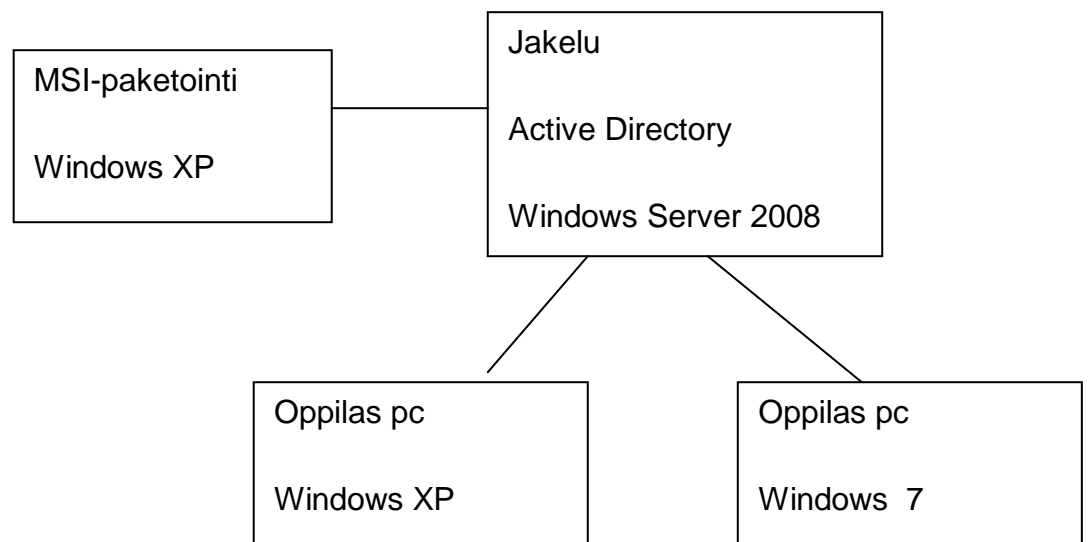 MSI-paketointi
Windows XP
Jakelu
Active Directory
Windows Server 2008
Oppilas pc
Windows XP
Oppilas pc
Windows  7